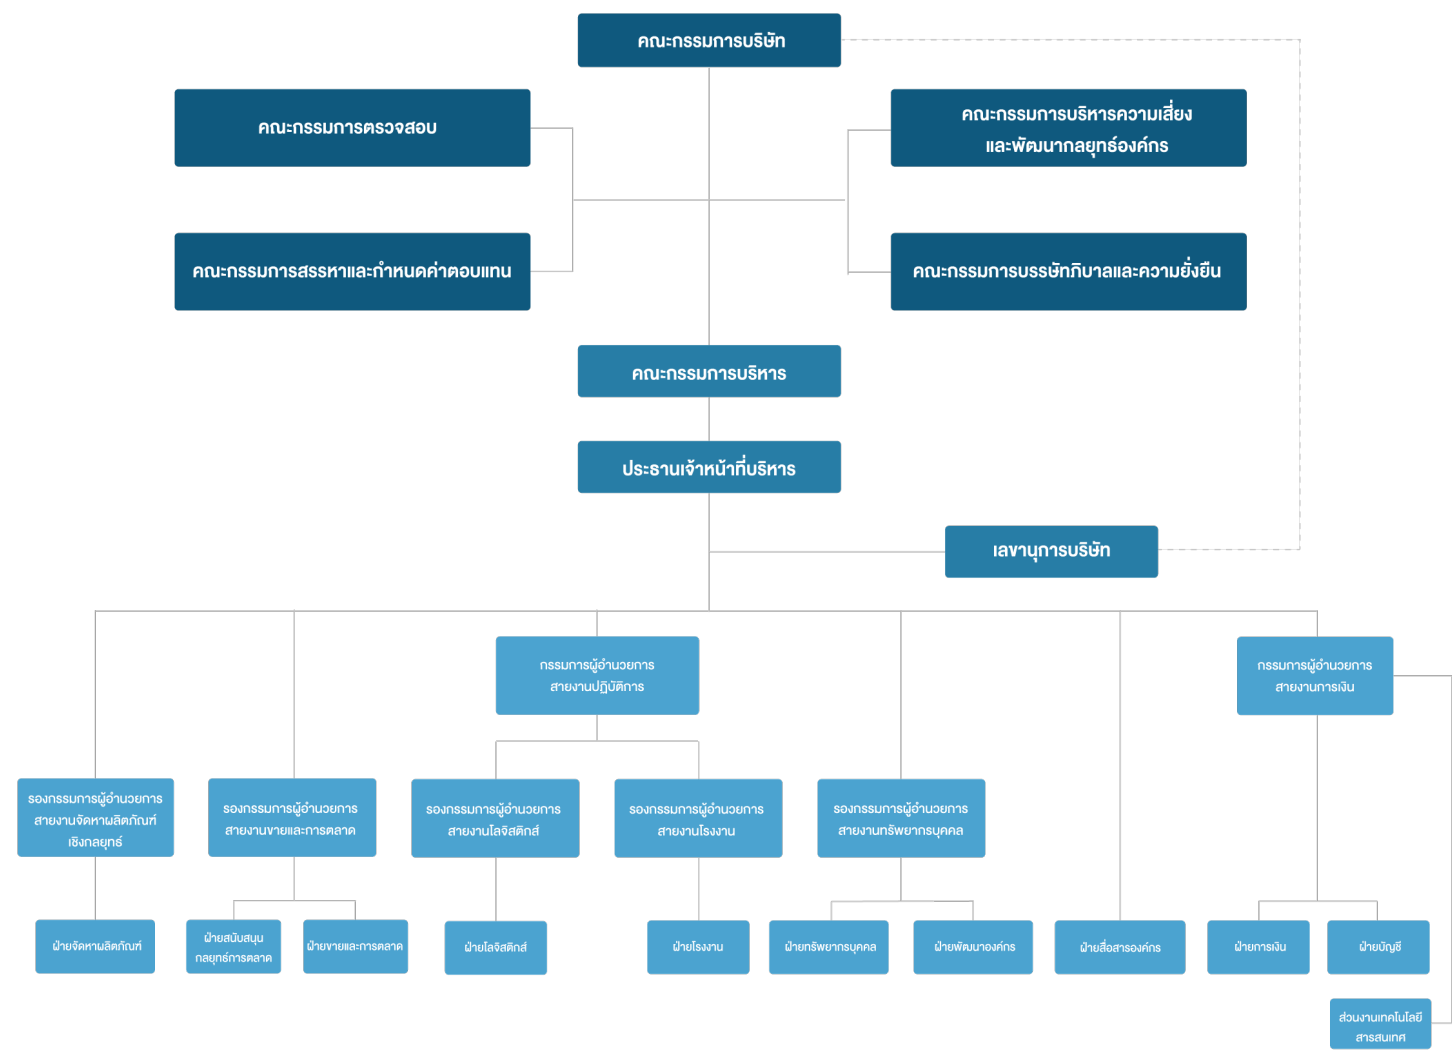 คณะกรรมการบริษัท
คณะกรรมการตรวจสอบ
คณะกรรมการบริหารความเสี่ยง
และพัฒนากลยุทธ์องค์กร
คณะกรรมการสรรหาและกำหนดค่าตอบแทน
คณะกรรมการบรรษัทภิบาลและความยั่งยืน
คณะกรรมการบริหาร
ประธานเจ้าหน้าที่บริหาร
เลขานุการบริษัท
กรรมการผู้อำนวยการ
สายงานปฏิบัติการ
กรรมการผู้อำนวยการ
สายงานการเงิน
รองกรรมการผู้อำนวยการ
สายงานจัดหาผลิตภัณฑ์
เชิงกลยุทธ์
รองกรรมการผู้อำนวยการ
สายงานขายและการตลาด
รองกรรมการผู้อำนวยการ
สายงานโลจิสติกส์
รองกรรมการผู้อำนวยการ
สายงานโรงงาน
รองกรรมการผู้อำนวยการ
สายงานทรัพยากรบุคคล
ฝ่ายจัดหาผลิตภัณฑ์
ฝ่ายสนับสนุน
กลยุทธ์การตลาด
ฝ่ายขายและการตลาด
ฝ่ายโลจิสติกส์
ฝ่ายโรงงาน
ฝ่ายทรัพยากรบุคคล
ฝ่ายพัฒนาองค์กร
ฝ่ายสื่อสารองค์กร
ฝ่ายการเงิน
ฝ่ายบัญชี
ส่วนงานเทคโนโลยี
สารสนเทศ